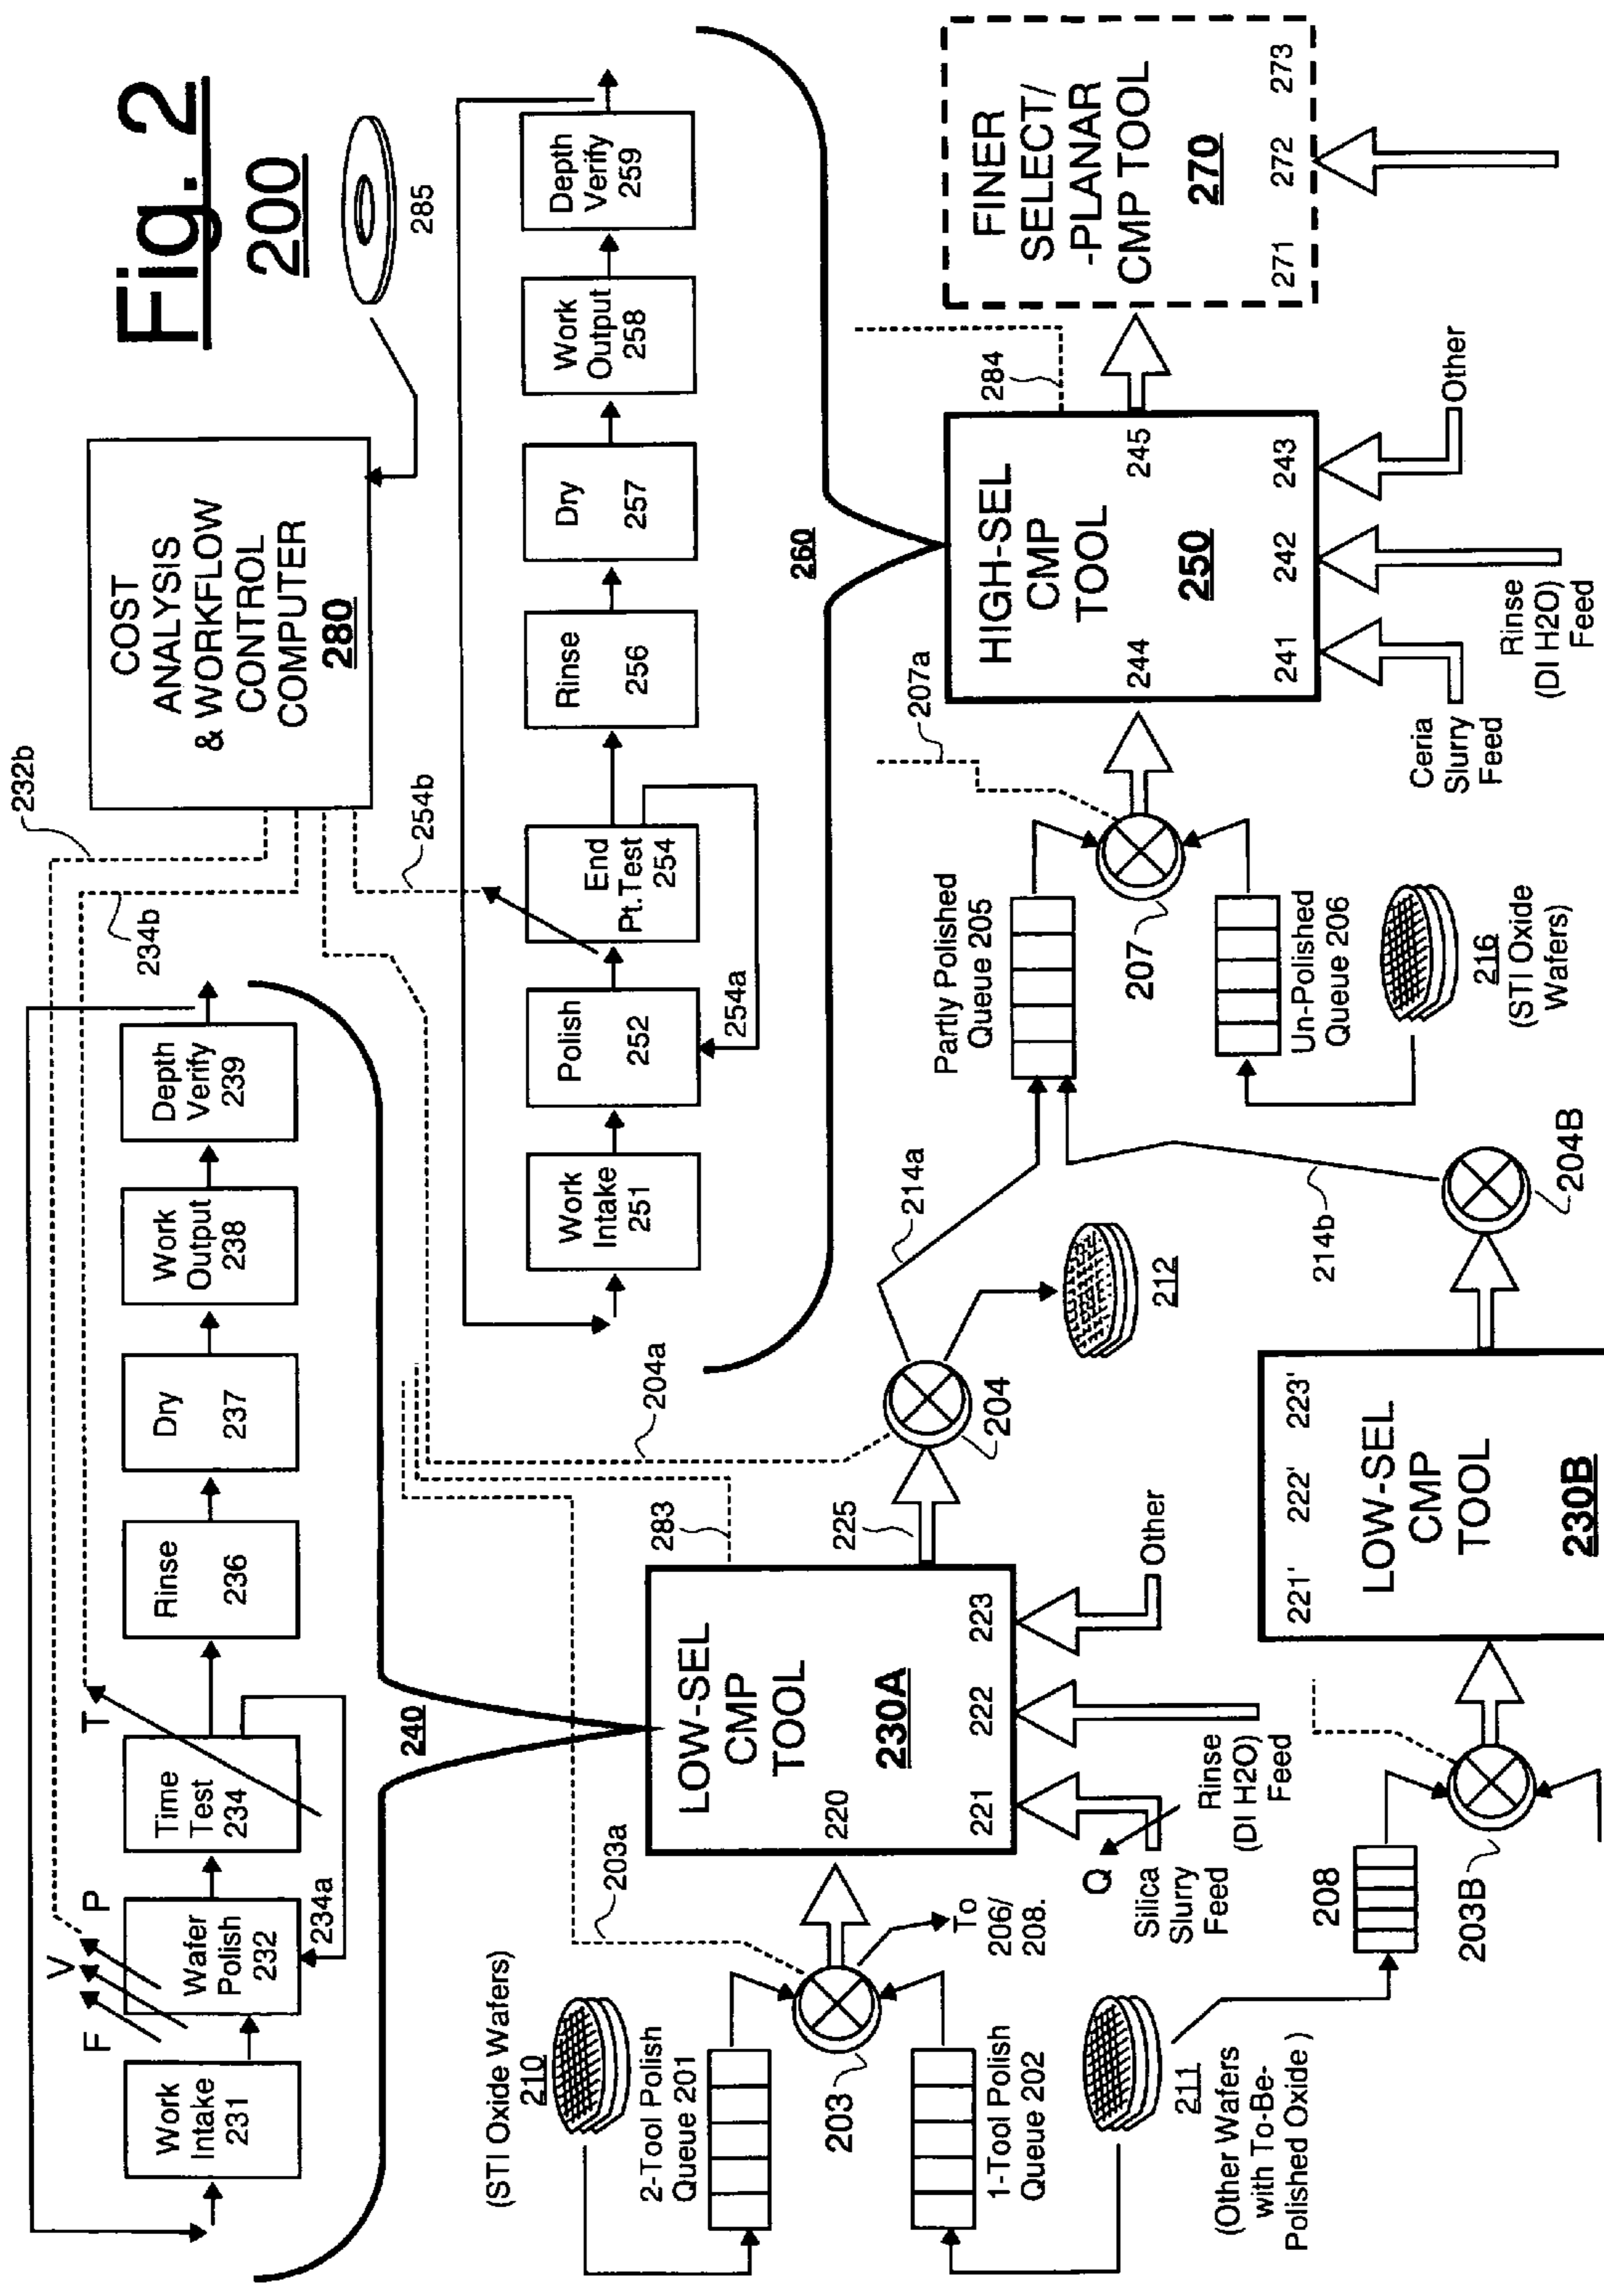 Fig. 2
200
285
COST
ANALYSIS
& WORKFLOW
CONTROL
COMPUTER
280
232b
234b
254b
F
V
P
T
Work
Intake
231
Wafer
Polish
232
234a
Time
Test
234
Rinse
236
Dry
237
Work
Output
238
Depth
Verify
239
240
Work
Intake
251
Polish
252
254a
End
Pt. Test
254
Rinse
256
Dry
257
Work
Output
258
Depth
Verify
259
260
(STI Oxide Wafers)
210
2-Tool Polish
Queue 201
203
203a
1-Tool Polish
Queue 202
To
206/
208.
211
(Other Wafers
with To-Be-
Polished Oxide )
LOW-SEL
CMP
TOOL
230A
220
221
222
223
Q
Silica
Slurry
Feed
Rinse
(DI H2O)
Feed
Other
283
225
204a
204
214a
212
208
203B
LOW-SEL
CMP
TOOL
230B
221'
222'
223'
204B
214b
Partly Polished
Queue 205
207
207a
Un-Polished
Queue 206
216
(STI Oxide
Wafers)
HIGH-SEL
CMP
TOOL
250
244
245
241
242
243
Ceria
Slurry
Feed
Rinse
(DI H2O)
Feed
Other
284
FINER
SELECT/
-PLANAR
CMP TOOL
270
271
272
273